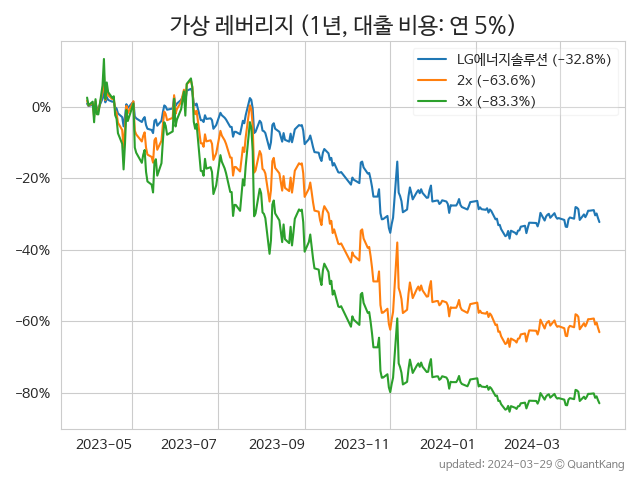 가상 레버리지 (1년, 대출 비용: 연 5%)
LG에너지솔루션 (−32.8%)
2x (−63.6%)
3x (−83.3%)
0%
−20%
−40%
−60%
−80%
2023−05 2023−07 2023−09 2023−11 2024−01 2024−03
updated: 2024−03−29 © QuantKang